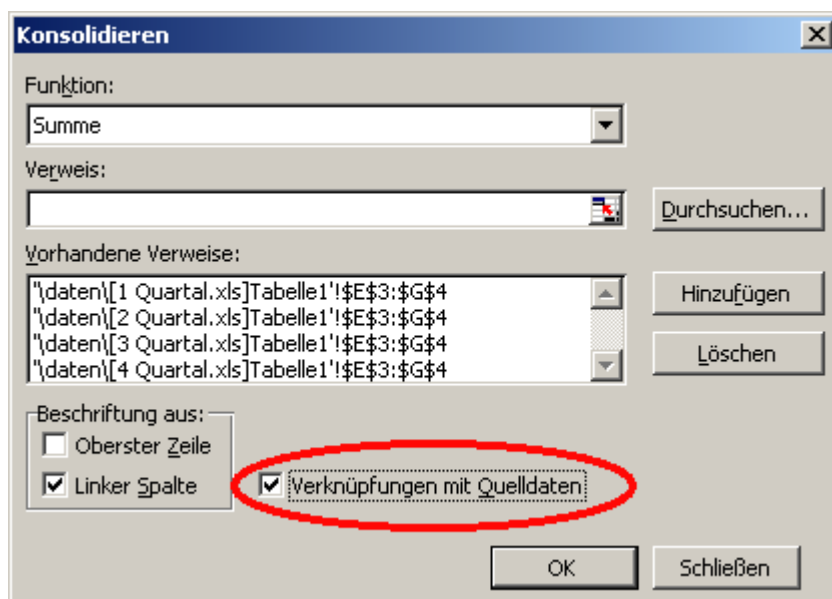 Konsolidieren
Funktion:
Summe
Verweis:
Durchsuchen...
Vorhandene Verweise:
"\daten\[1 Quartal.xls]Tabelle1'!$E$3:$G$4
"\daten\[2 Quartal.xls]Tabelle1'!$E$3:$G$4
"\daten\[3 Quartal.xls]Tabelle1'!$E$3:$G$4
"\daten\[4 Quartal.xls]Tabelle1'!$E$3:$G$4
Hinzufügen
Löschen
Beschriftung aus:
Oberster Zeile
Linker Spalte
Verknüpfungen mit Quelldaten
OK
Schließen